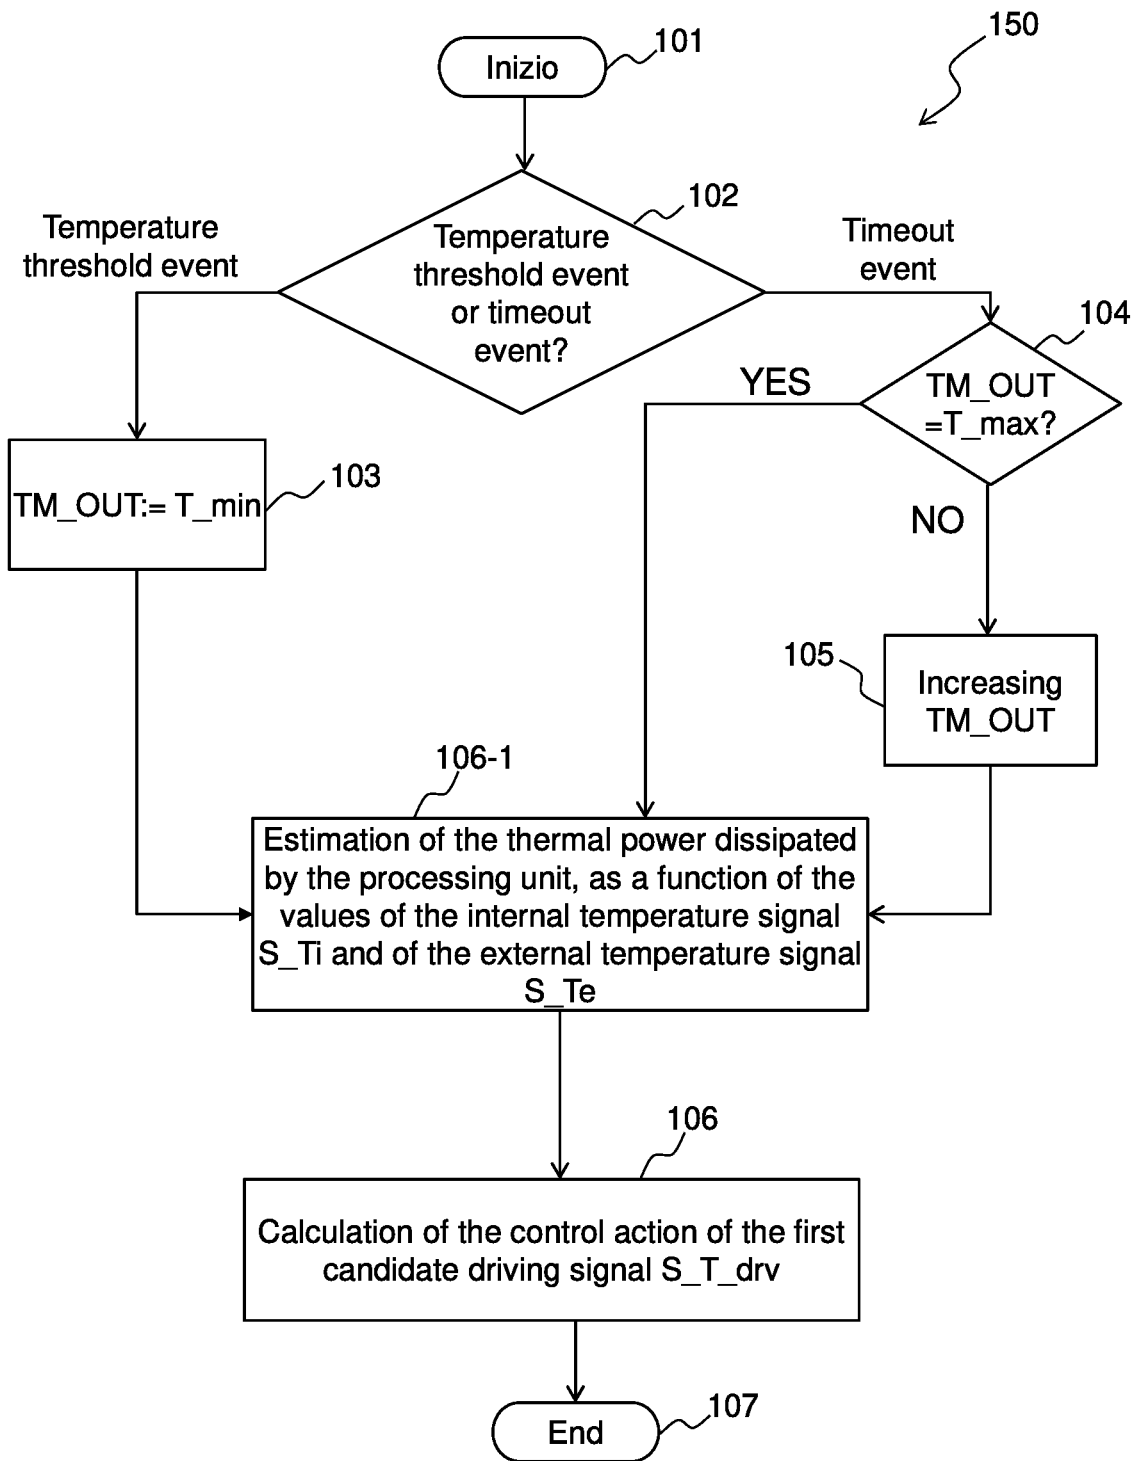 150
Inizio
101
102
Temperature
threshold event
or timeout
event?
Temperature
threshold event
Timeout
event
104
TM_OUT
=T_max?
YES
NO
TM_OUT:= T_min
103
105
Increasing
TM_OUT
106-1
Estimation of the thermal power dissipated
by the processing unit, as a function of the
values of the internal temperature signal
S_Ti and of the external temperature signal
S_Te
106
Calculation of the control action of the first
candidate driving signal S_T_drv
End
107